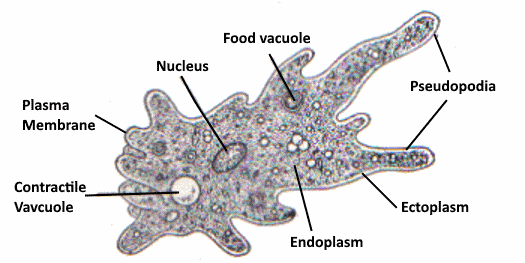 Food vacuole
Nucleus
Pseudopodia
Plasma
Membrane
Contractile
Vavcuole
Ectoplasm
Endoplasm